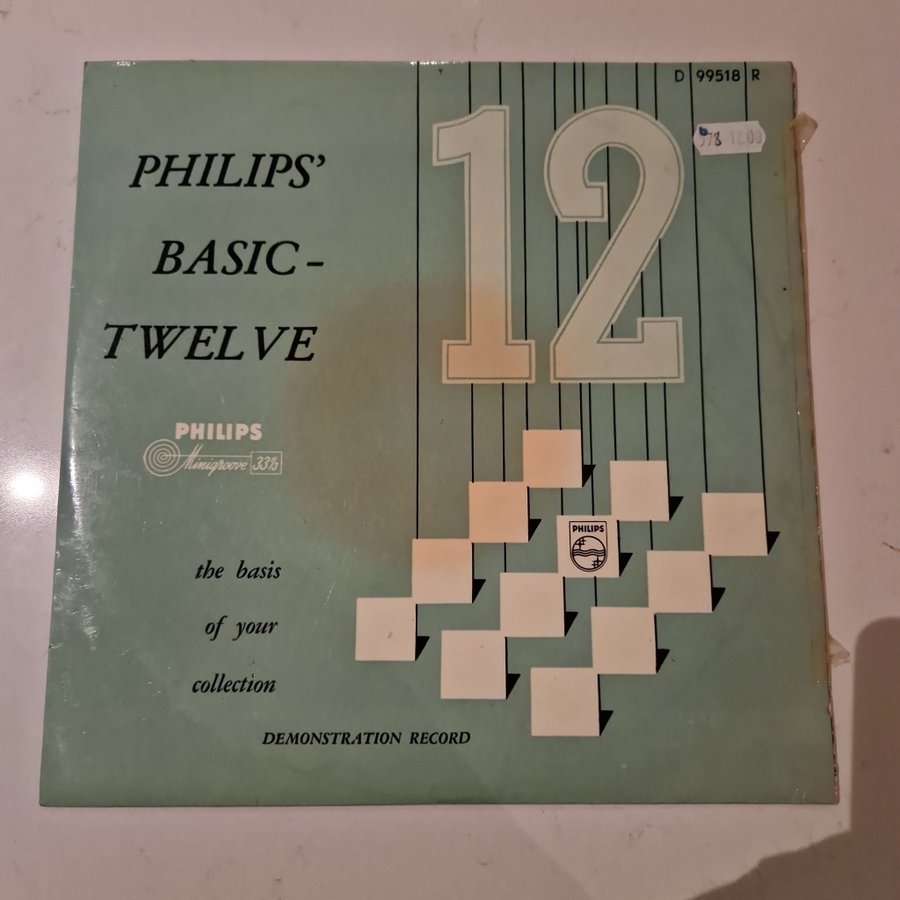 D 99518 R
12
PHILIPS'
BASIC-
TWELVE
PHILIPS
Minigroove 33⅓
PHILIPS
the basis
of your
collection
DEMONSTRATION RECORD